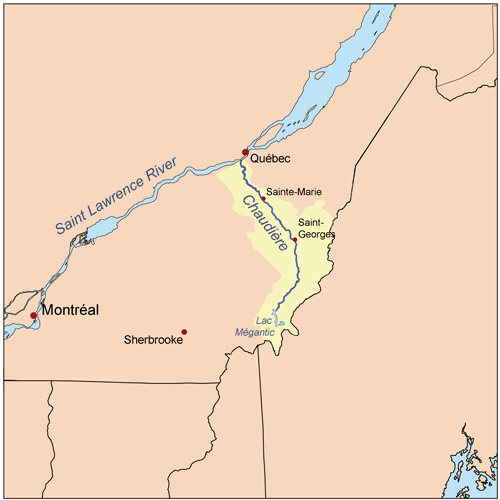 Québec
Saint Lawrence River
Sainte-Marie
Chaudière
Saint-
Georges
Montréal
Lac
Mégantic
Sherbrooke